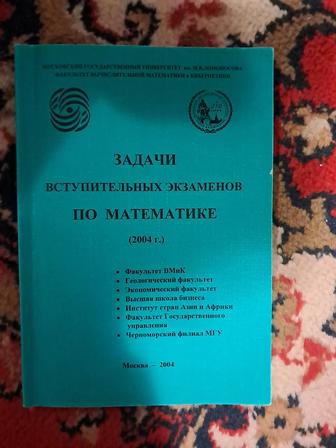 МОСКОВСКИЙ ГОСУДАРСТВЕННЫЙ УНИВЕРСИТЕТ им. М.В.ЛОМОНОСОВА
ФАКУЛЬТЕТ ВЫЧИСЛИТЕЛЬНОЙ МАТЕМАТИКИ и КИБЕРНЕТИКИ
ЗАДАЧИ
ВСТУПИТЕЛЬНЫХ ЭКЗАМЕНОВ
ПО МАТЕМАТИКЕ
(2004 г.)
• Факультет ВМиК
• Геологический факультет
• Экономический факультет
• Высшая школа бизнеса
• Институт стран Азии и Африки
• Факультет Государственного
управления
• Черноморский филиал МГУ
Москва – 2004